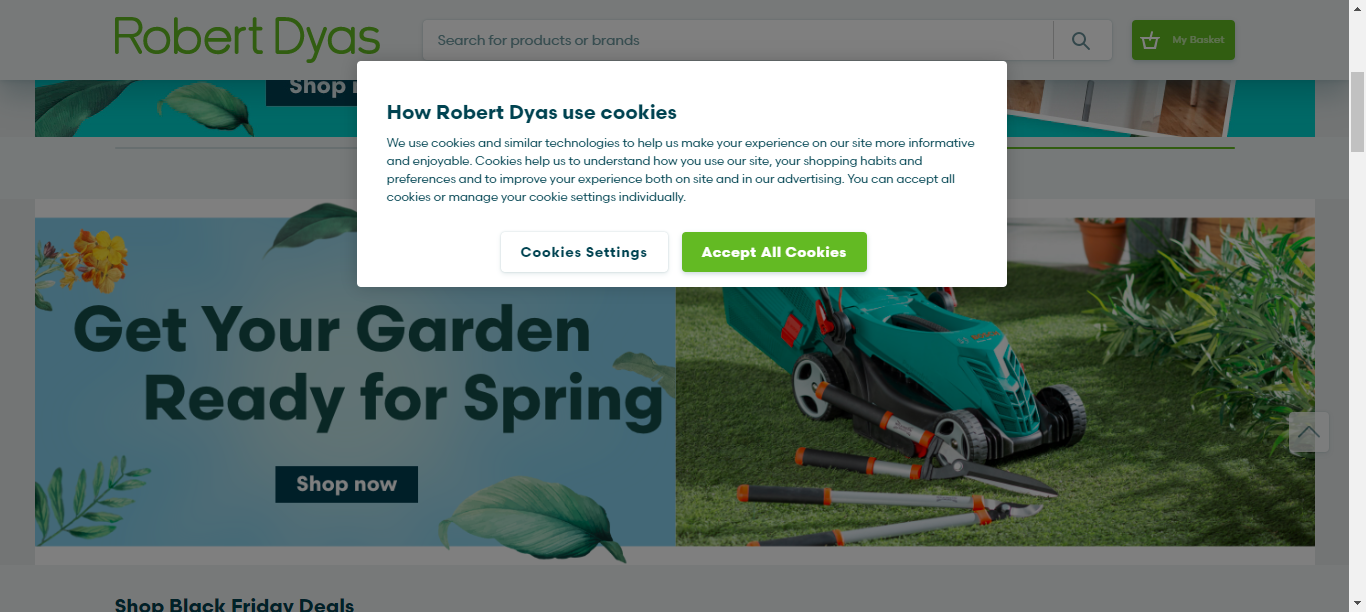 Robert Dyas
Search for products or brands
My Basket
Shop
How Robert Dyas use cookies
We use cookies and similar technologies to help us make your experience on our site more informative
and enjoyable. Cookies help us to understand how you use our site, your shopping habits and
preferences and to improve your experience both on site and in our advertising. You can accept all
cookies or manage your cookie settings individually.
Cookies Settings
Accept All Cookies
Get Your Garden
Ready for Spring
Shop now
Shop Black Friday Deals